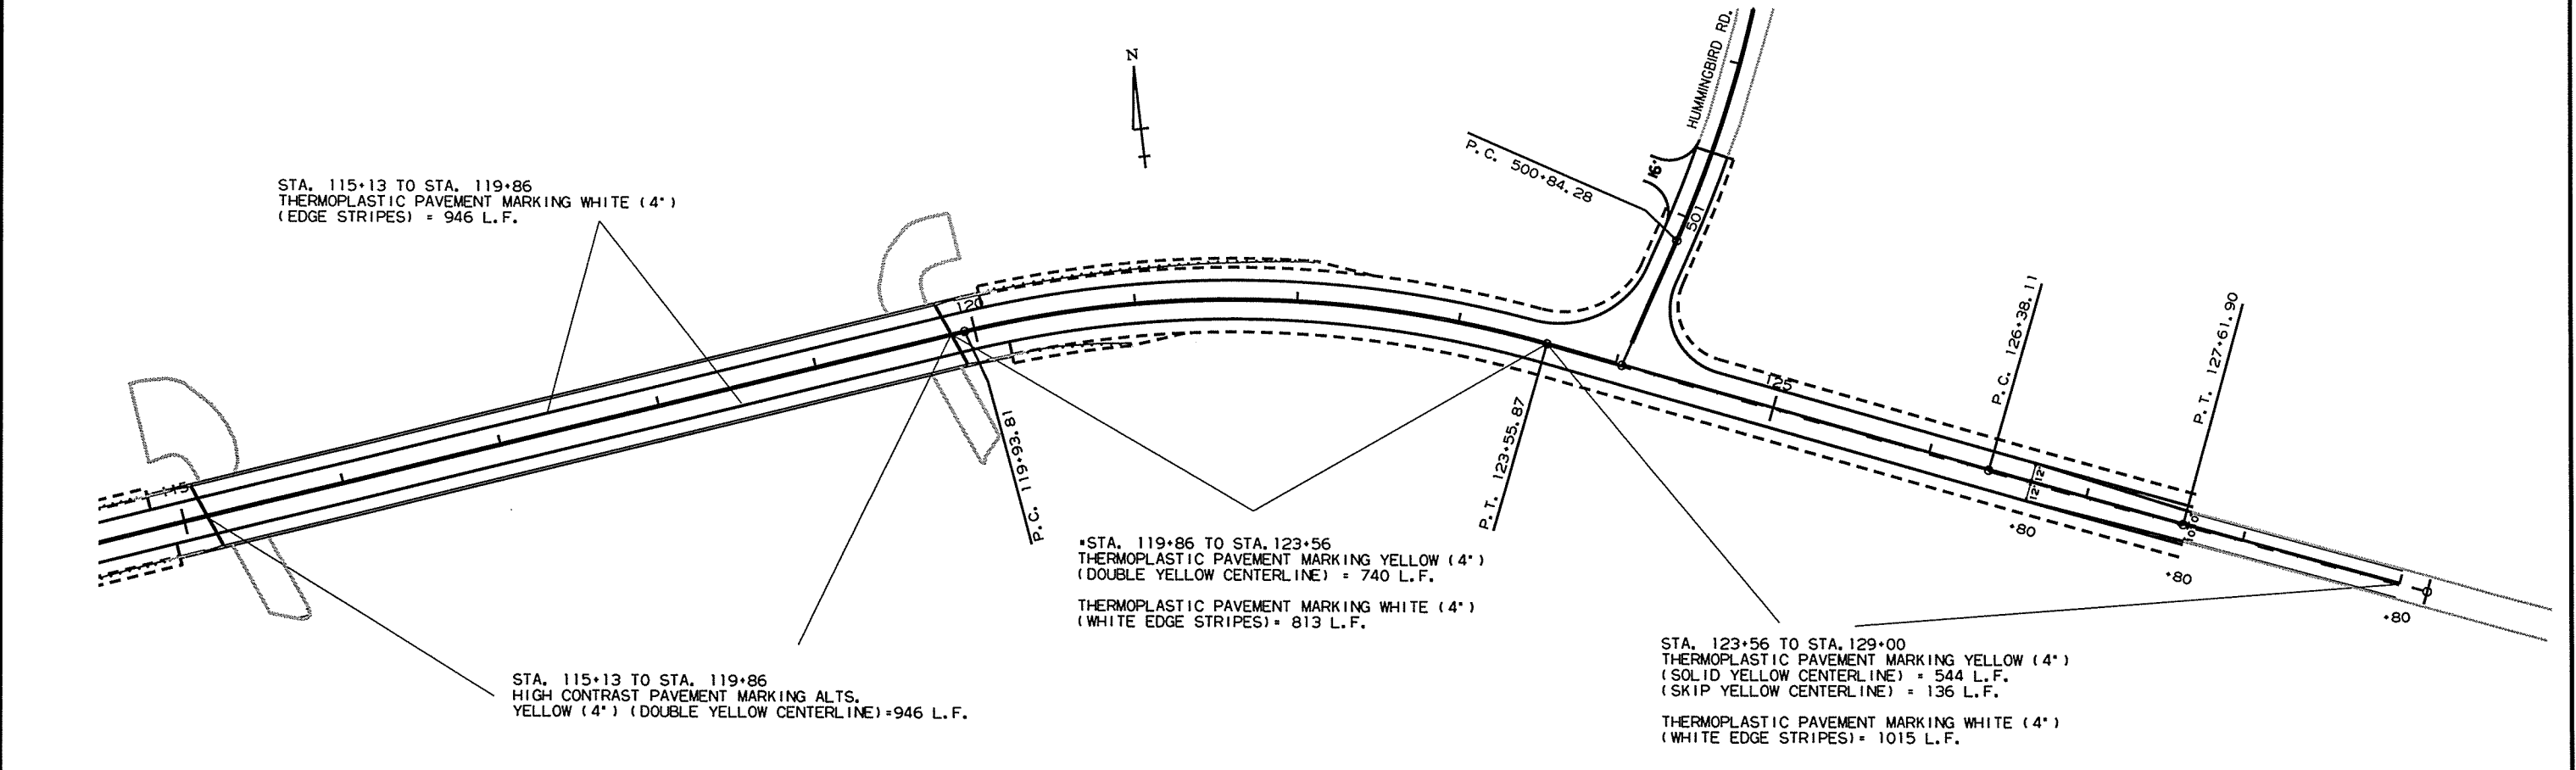 N
HUMMINGBIRD RD.
P.C. 500+84.28
16'
501
STA. 115+13 TO STA. 119+86
THERMOPLASTIC PAVEMENT MARKING WHITE (4")
(EDGE STRIPES) = 946 L.F.
120
115
P.C. 119+93.81
P.T. 123+55.87
125
P.C. 126+38.11
P.T. 127+61.90
12'
12'
+80
+80
+80
*STA. 119+86 TO STA. 123+56
THERMOPLASTIC PAVEMENT MARKING YELLOW (4")
(DOUBLE YELLOW CENTERLINE) = 740 L.F.
THERMOPLASTIC PAVEMENT MARKING WHITE (4")
(WHITE EDGE STRIPES)= 813 L.F.
STA. 115+13 TO STA. 119+86
HIGH CONTRAST PAVEMENT MARKING ALTS.
YELLOW (4") (DOUBLE YELLOW CENTERLINE)=946 L.F.
STA. 123+56 TO STA. 129+00
THERMOPLASTIC PAVEMENT MARKING YELLOW (4")
(SOLID YELLOW CENTERLINE) = 544 L.F.
(SKIP YELLOW CENTERLINE) = 136 L.F.
THERMOPLASTIC PAVEMENT MARKING WHITE (4")
(WHITE EDGE STRIPES)= 1015 L.F.